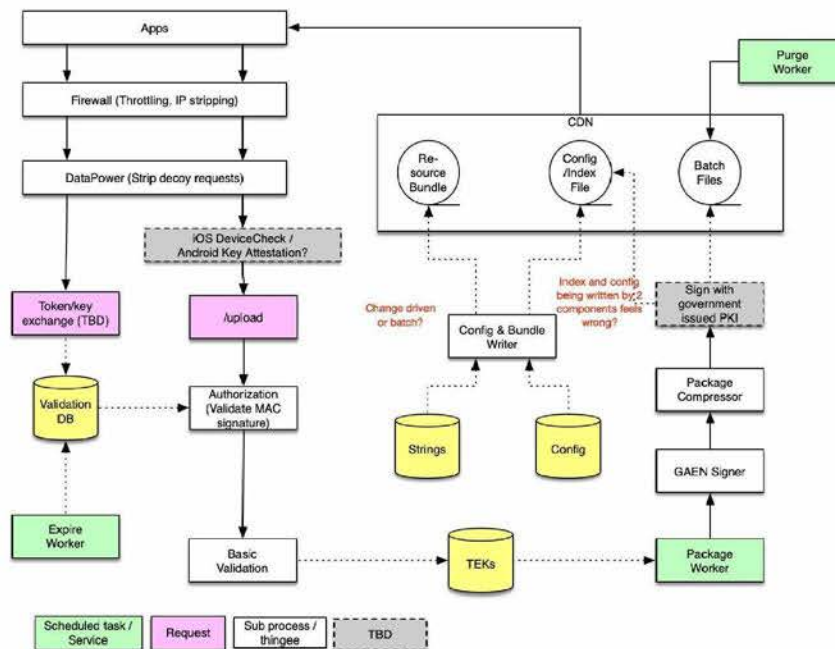 Apps
Purge
Worker
Firewall (Throttling, IP stripping)
CDN
Re-
source
Bundle
Config
/Index
File
Batch
Files
DataPower (Strip decoy requests)
iOS DeviceCheck /
Android Key Attestation?
Token/key
exchange (TBD)
/upload
Change driven
or batch?
Index and config
being written by 2
components feels
wrong?
Sign with
government
issued PKI
Config & Bundle
Writer
Validation
DB
Authorization
(Validate MAC
signature)
Package
Compressor
Strings
Config
GAEN Signer
Expire
Worker
Basic
Validation
TEKs
Package
Worker
Scheduled task /
Service
Request
Sub process /
thingee
TBD